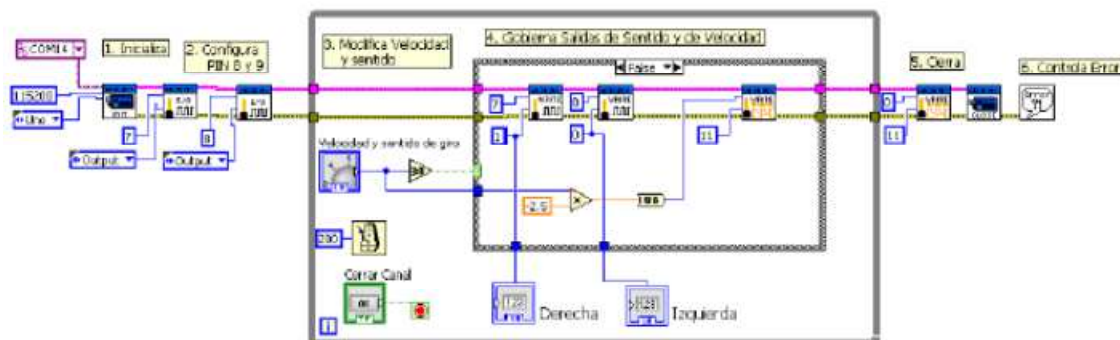 COM14
1. Inicializa
2. Configura
PIN 8 y 9
3. Modifica Velocidad
y sentido
4. Gobierna Salidas de Sentido y de Velocidad
False
5. Cierra
6. Controla Error
115200
Uno
7
8
Output
Output
Velocidad y sentido de giro
7
0
1
0
11
-2.5
0
11
200
Cerrar Canal
OK
i
Derecha
Izquierda